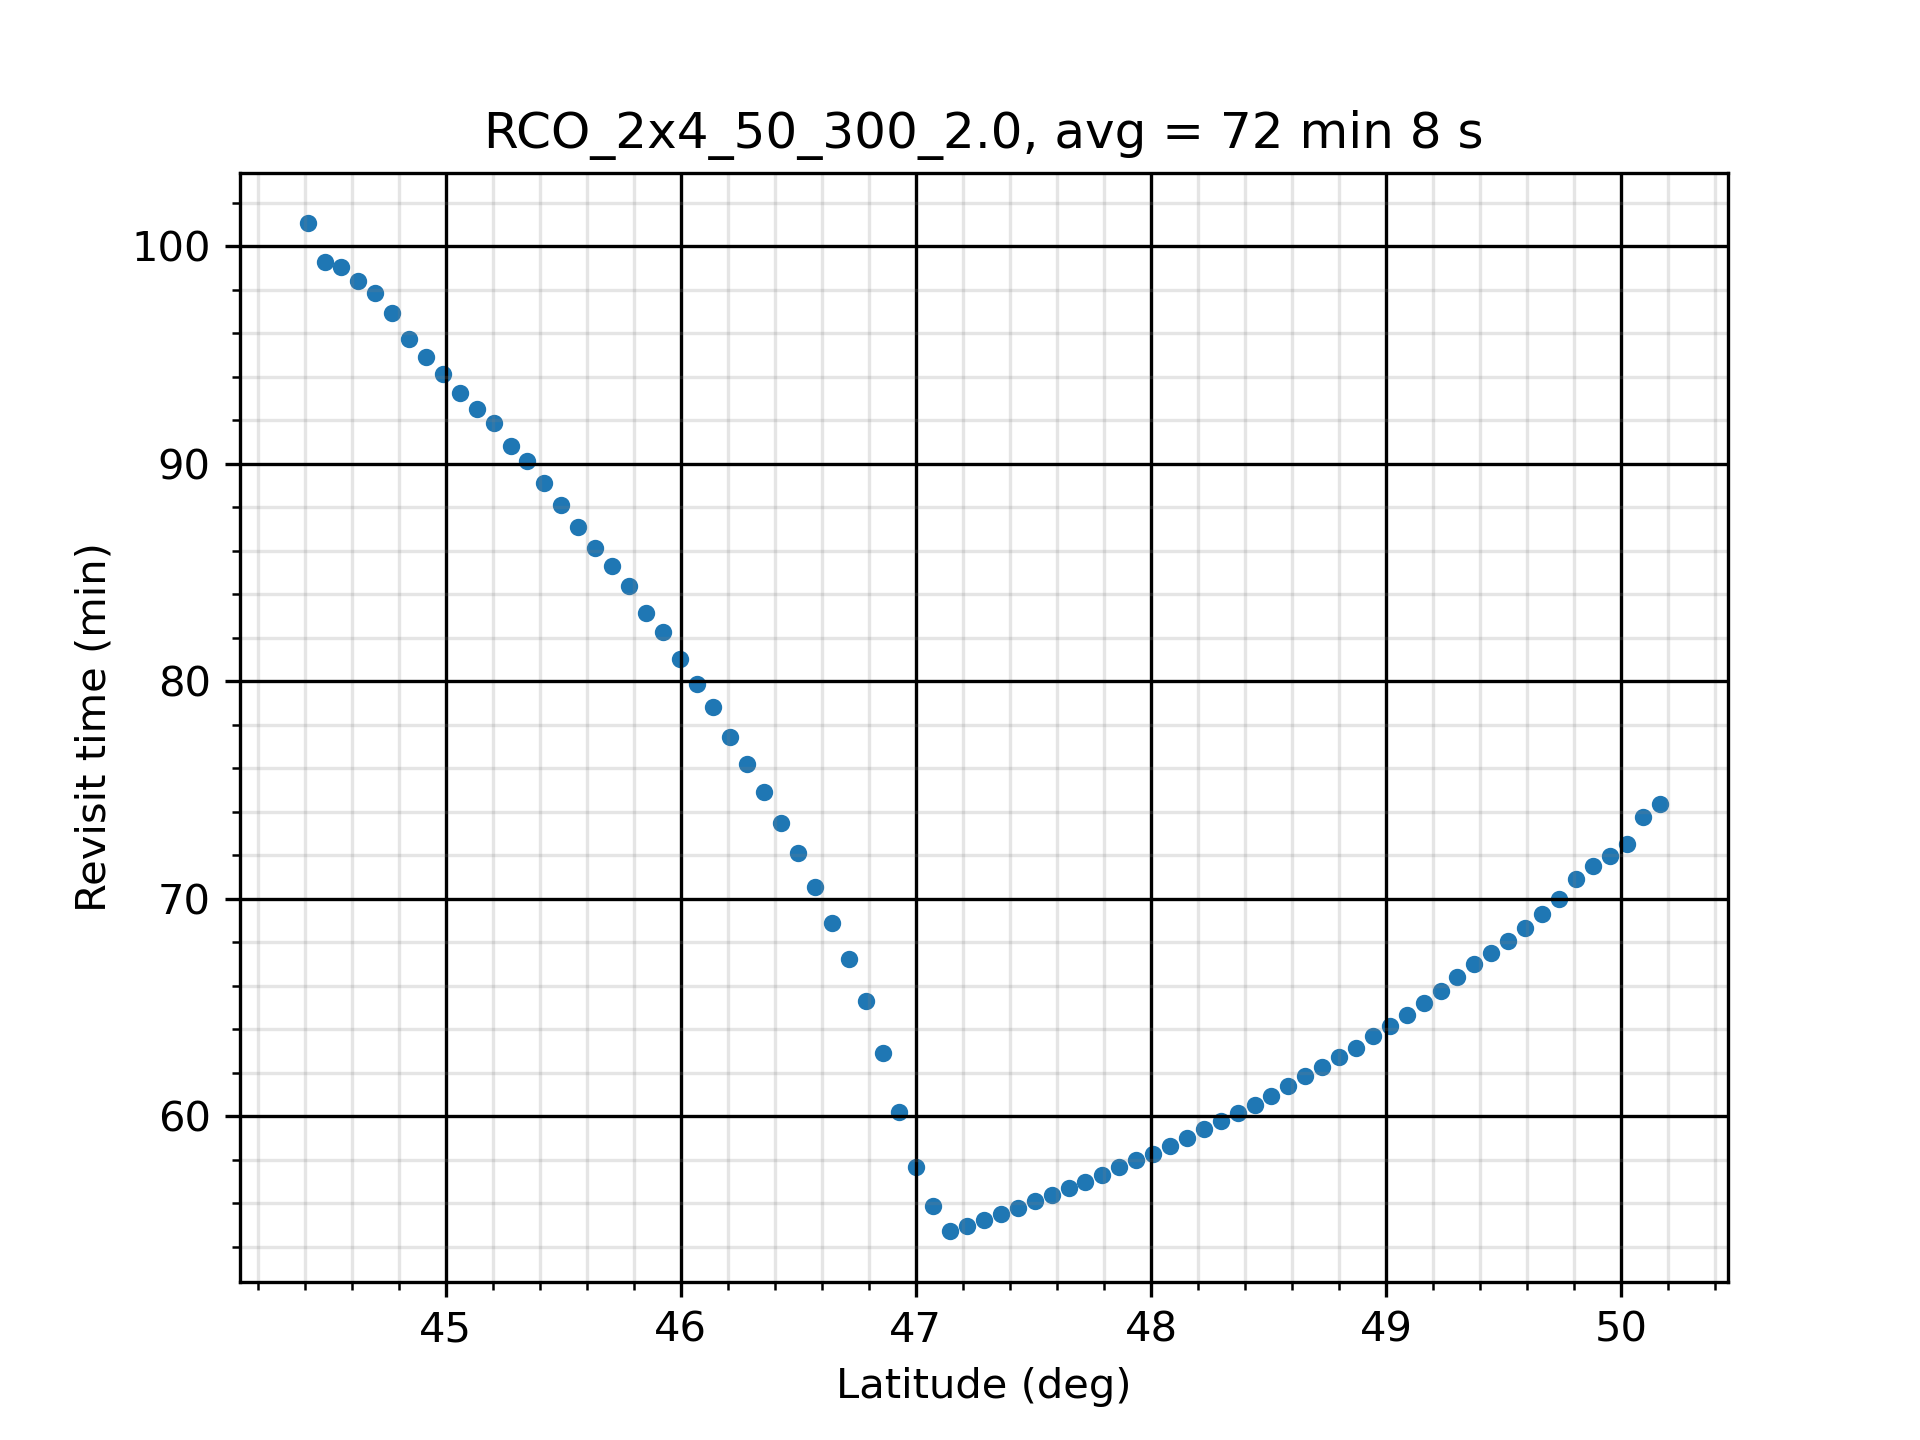 RCO_2x4_50_300_2.0, avg = 72 min 8 s
Revisit time (min)
100
90
80
70
60
45 46 47 48 49 50
Latitude (deg)